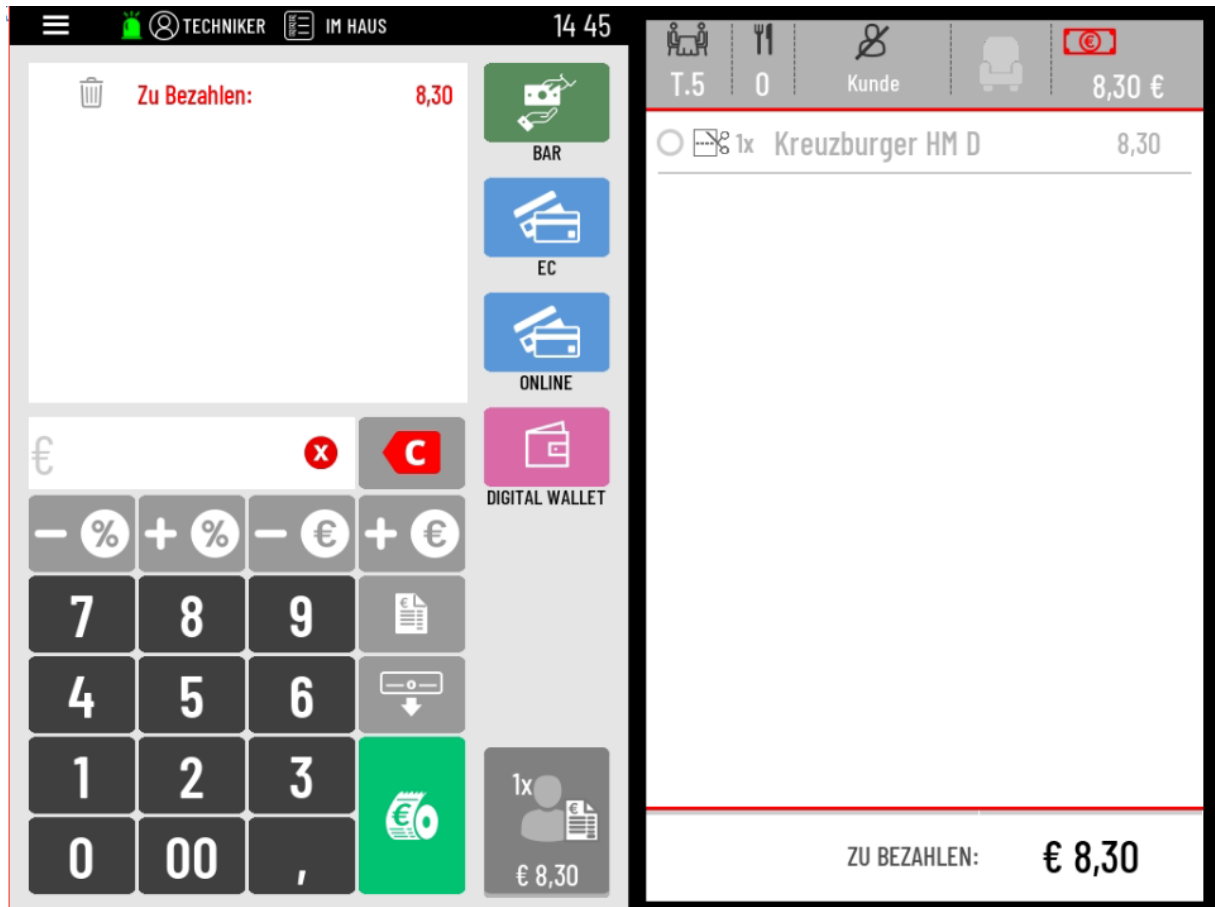 TECHNIKER IM HAUS 14 45
Zu Bezahlen: 8,30
BAR
EC
ONLINE
DIGITAL WALLET
€ X C
- % + % - € + €
7 8 9 €
4 5 6
1 2 3
€
0 00 ,
1x
€
€ 8,30
T.5 0 Kunde € 8,30 €
1x Kreuzburger HM D 8,30
ZU BEZAHLEN: € 8,30